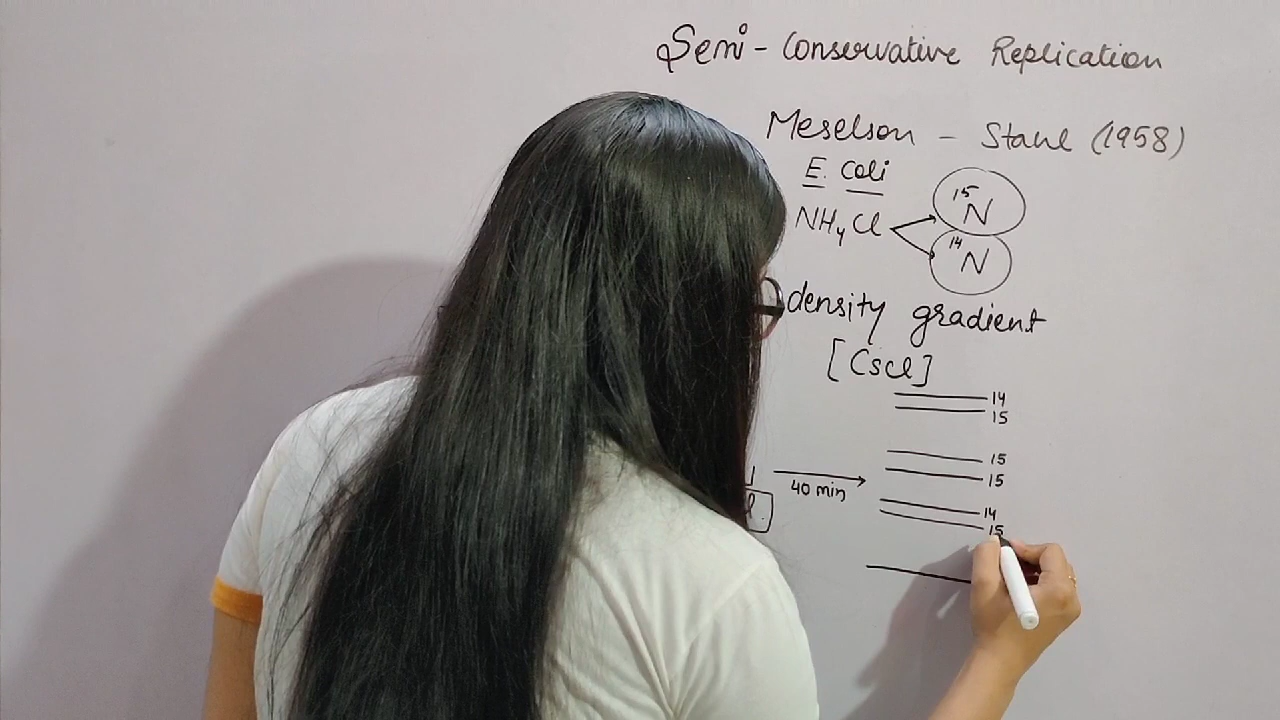 Semi-Conservative Replication
Meselson - Stahl (1958)
E. Coli
NH4Cl
15N
14N
density gradient
[CsCl]
14
15
15
15
40 min
14
15